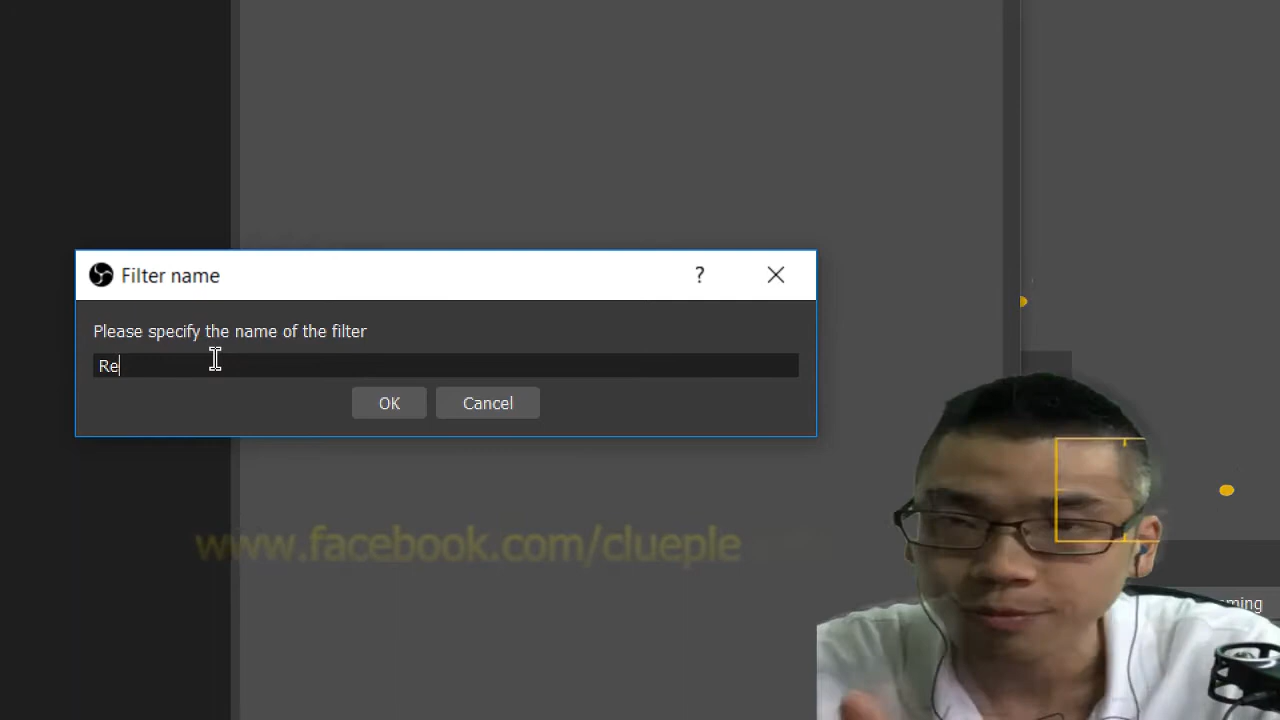 Filter name
?
Please specify the name of the filter
Re
OK
Cancel
www.facebook.com/clueple